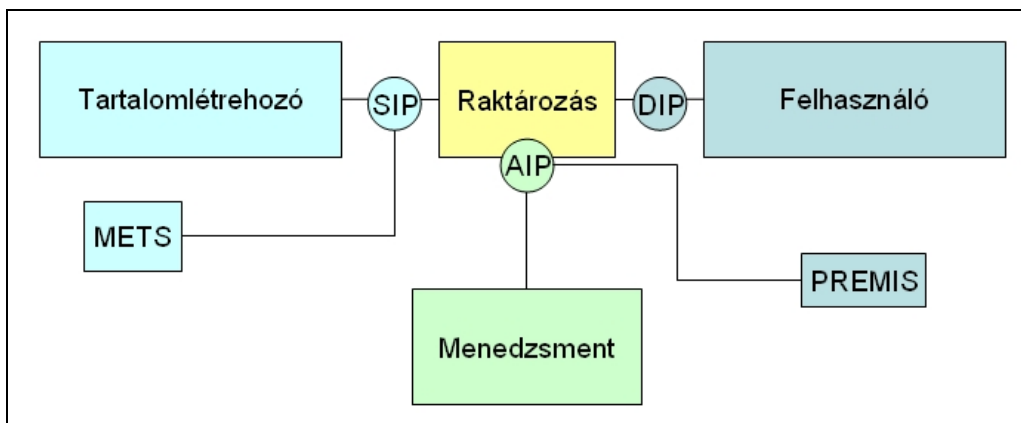 Tartalomlétrehozó
SIP
Raktározás
DIP
Felhasználó
AIP
METS
PREMIS
Menedzsment